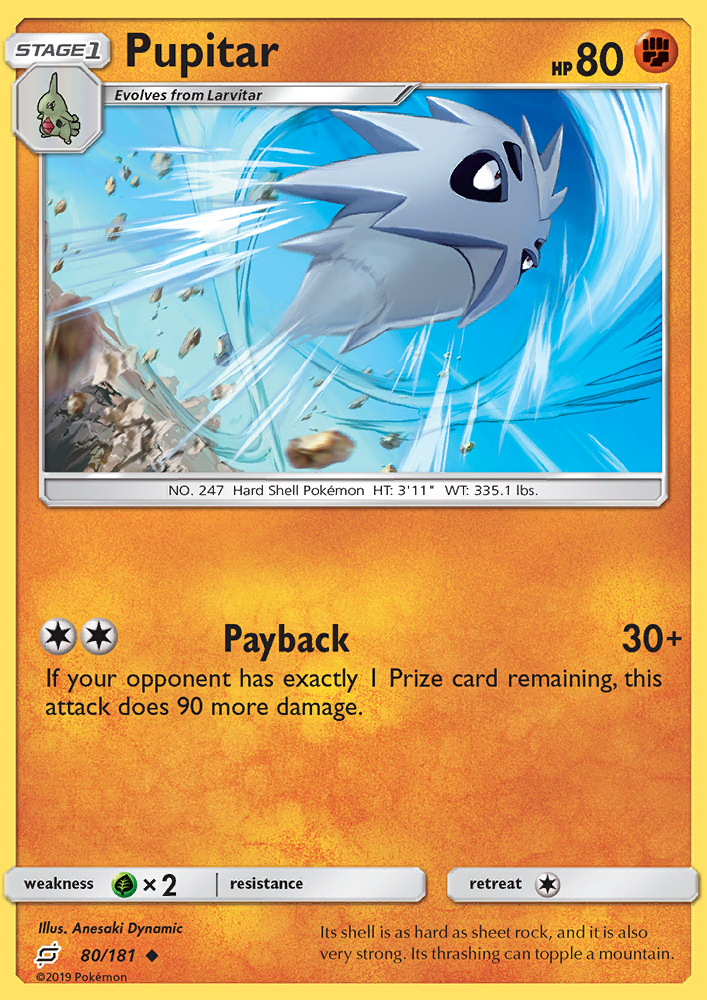 STAGE1
Pupitar
HP 80
Evolves from Larvitar
NO. 247 Hard Shell Pokémon HT: 3'11" WT: 335.1 lbs.
Payback 30+
If your opponent has exactly 1 Prize card remaining, this
attack does 90 more damage.
weakness ×2 resistance retreat
Illus. Anesaki Dynamic
80/181
©2019 Pokémon
Its shell is as hard as sheet rock, and it is also
very strong. Its thrashing can topple a mountain.